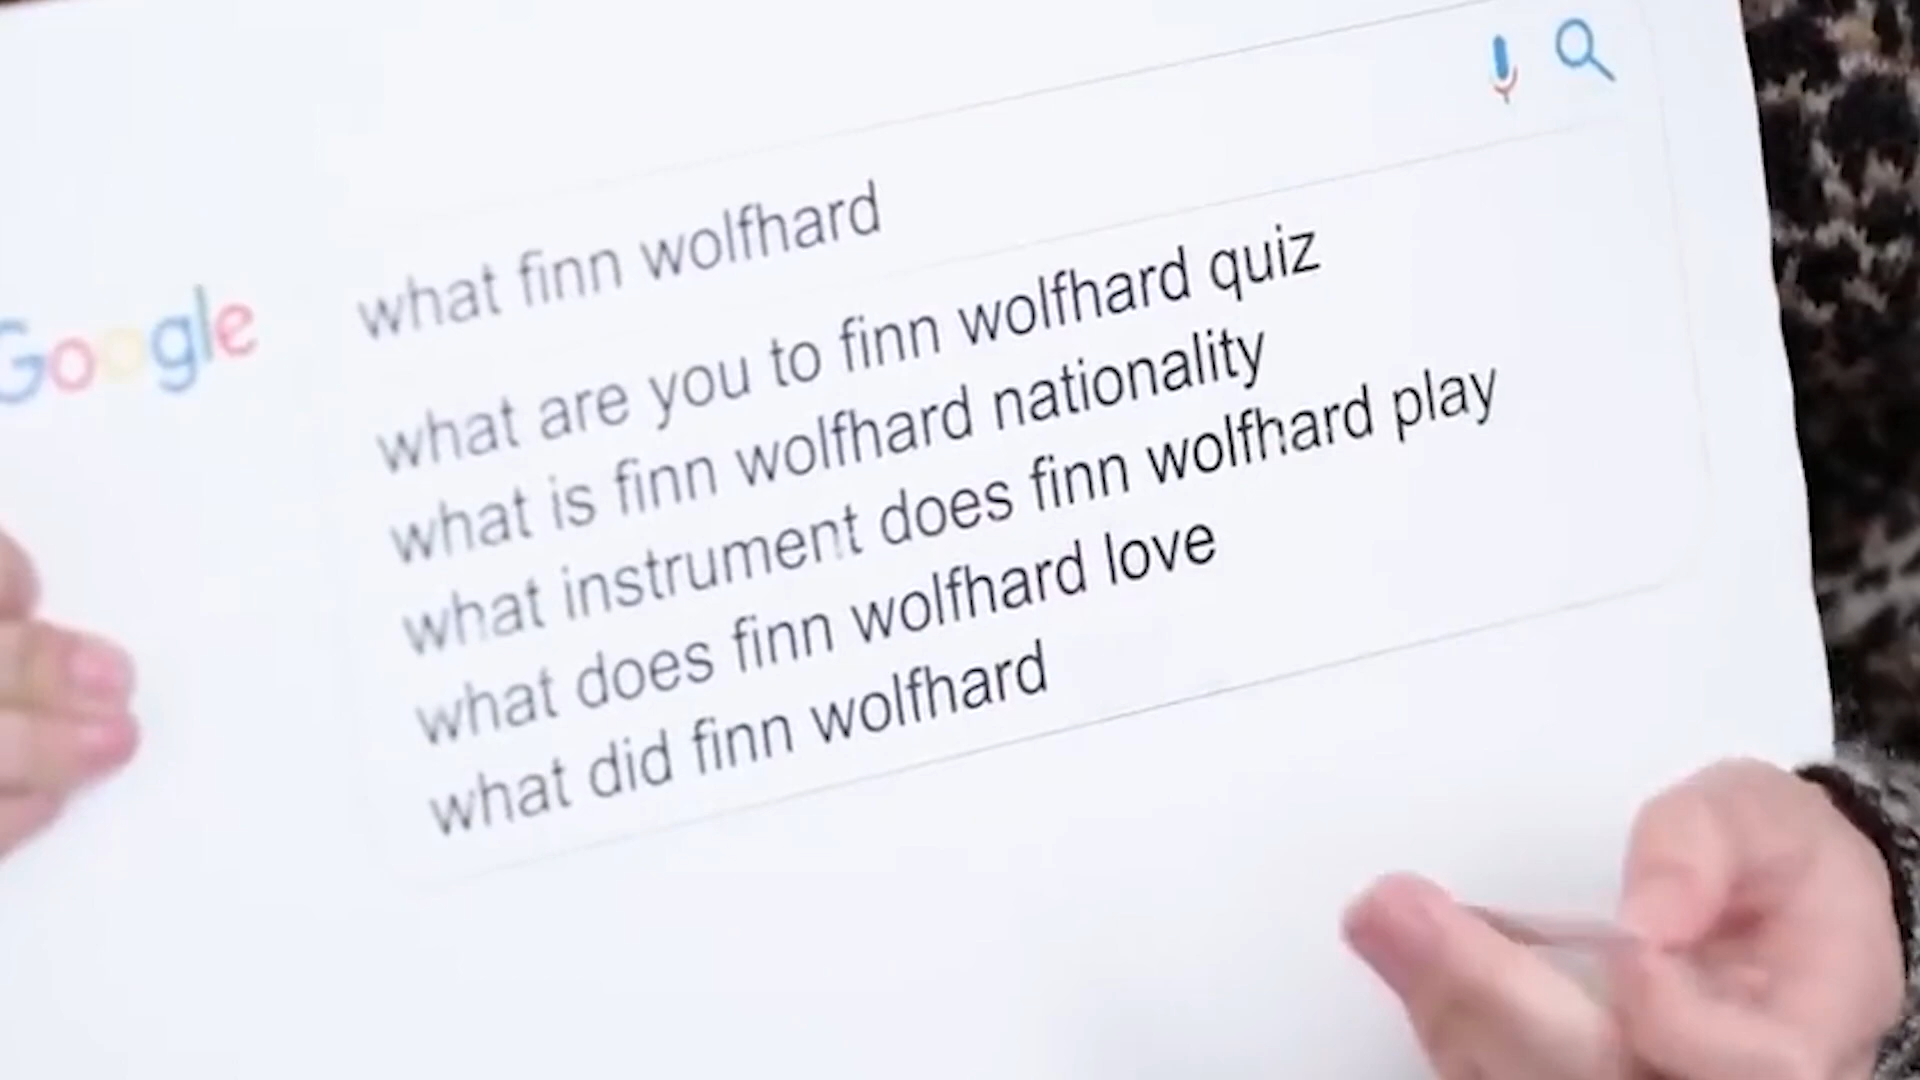 Google
what finn wolfhard
what are you to finn wolfhard quiz
what is finn wolfhard nationality
what instrument does finn wolfhard play
what does finn wolfhard love
what did finn wolfhard